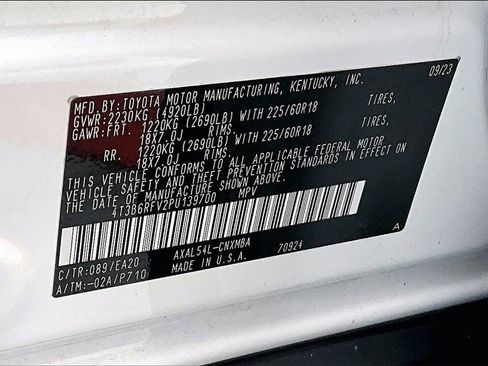 MFD.BY:TOYOTA MOTOR MANUFACTURING, KENTUCKY, INC. 09/23
GVWR:2230KG (4920LB)
GAWR:FRT. 1220KG (2690LB) WITH 225/60R18 TIRES,
18X7.0J RIMS.
RR. 1220KG (2690LB) WITH 225/60R18 TIRES,
18X7.0J RIMS.
THIS VEHICLE CONFORMS TO ALL APPLICABLE FEDERAL MOTOR
VEHICLE SAFETY AND THEFT PREVENTION STANDARDS IN EFFECT ON
THE DATE OF MANUFACTURE SHOWN ABOVE.
4T3B6RFV2PU139700 MPV
A
C/TR:089/EA20 AXAL54L-CNXMBA 70924
A/TM:-02A/P710 MADE IN U.S.A.